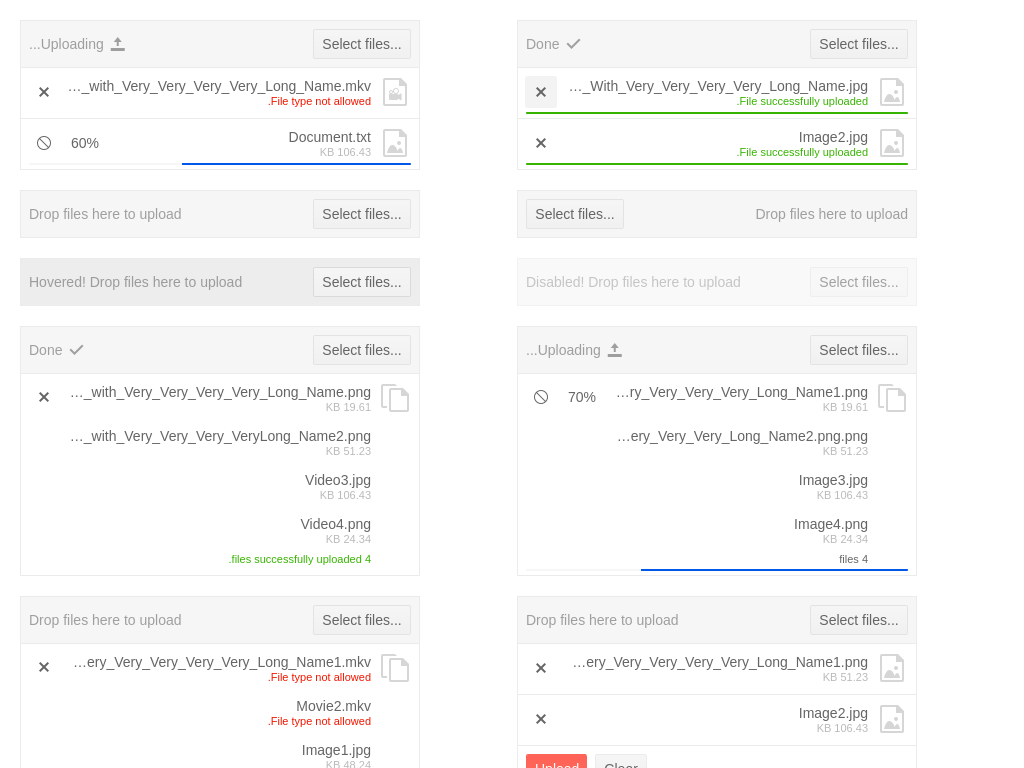 ...Uploading
Select files...
..._with_Very_Very_Very_Very_Long_Name.mkv
.File type not allowed
60%
Document.txt
KB 106.43
Drop files here to upload
Select files...
Hovered! Drop files here to upload
Select files...
Done
Select files...
..._with_Very_Very_Very_Very_Long_Name.png
KB 19.61
..._with_Very_Very_Very_VeryLong_Name2.png
KB 51.23
Video3.jpg
KB 106.43
Video4.png
KB 24.34
.files successfully uploaded 4
Drop files here to upload
Select files...
...ery_Very_Very_Very_Very_Long_Name1.mkv
.File type not allowed
Movie2.mkv
.File type not allowed
Image1.jpg
KB 48.24
Done
Select files...
..._With_Very_Very_Very_Very_Long_Name.jpg
.File successfully uploaded
Image2.jpg
.File successfully uploaded
Select files...
Drop files here to upload
Disabled! Drop files here to upload
Select files...
...Uploading
Select files...
70%
...ry_Very_Very_Very_Long_Name1.png
KB 19.61
...ery_Very_Very_Long_Name2.png.png
KB 51.23
Image3.jpg
KB 106.43
Image4.png
KB 24.34
files 4
Drop files here to upload
Select files...
...ery_Very_Very_Very_Very_Long_Name1.png
KB 51.23
Image2.jpg
KB 106.43
Upload
Clear